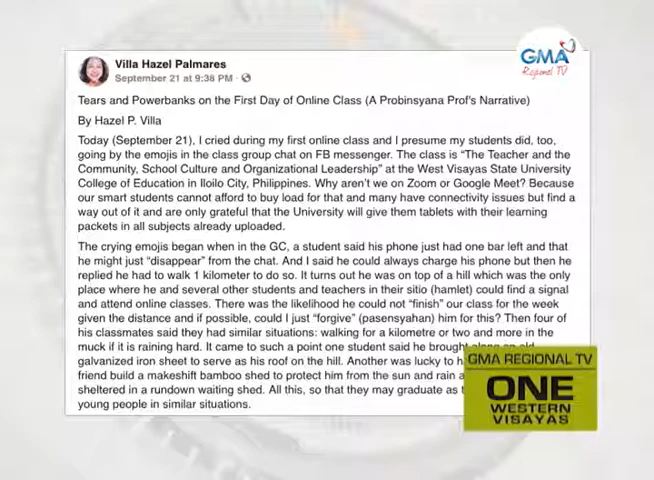 GMA
Regional TV
Villa Hazel Palmares
September 21 at 9:38 PM ·
Tears and Powerbanks on the First Day of Online Class (A Probinsyana Prof's Narrative)
By Hazel P. Villa
Today (September 21), I cried during my first online class and I presume my students did, too,
going by the emojis in the class group chat on FB messenger. The class is "The Teacher and the
Community, School Culture and Organizational Leadership" at the West Visayas State University
College of Education in Iloilo City, Philippines. Why aren't we on Zoom or Google Meet? Because
our smart students cannot afford to buy load for that and many have connectivity issues but find a
way out of it and are only grateful that the University will give them tablets with their learning
packets in all subjects already uploaded.
The crying emojis began when in the GC, a student said his phone just had one bar left and that
he might just "disappear" from the chat. And I said he could always charge his phone but then he
replied he had to walk 1 kilometer to do so. It turns out he was on top of a hill which was the only
place where he and several other students and teachers in their sitio (hamlet) could find a signal
and attend online classes. There was the likelihood he could not "finish" our class for the week
given the distance and if possible, could I just "forgive" (pasensyahan) him for this? Then four of
his classmates said they had similar situations: walking for a kilometre or two and more in the
muck if it is raining hard. It came to such a point one student said he brought along an old
galvanized iron sheet to serve as his roof on the hill. Another was lucky to
friend build a makeshift bamboo shed to protect him from the sun and rain
sheltered in a rundown waiting shed. All this, so that they may graduate as
young people in similar situations.
GMA REGIONAL TV
ONE
WESTERN
VISAYAS